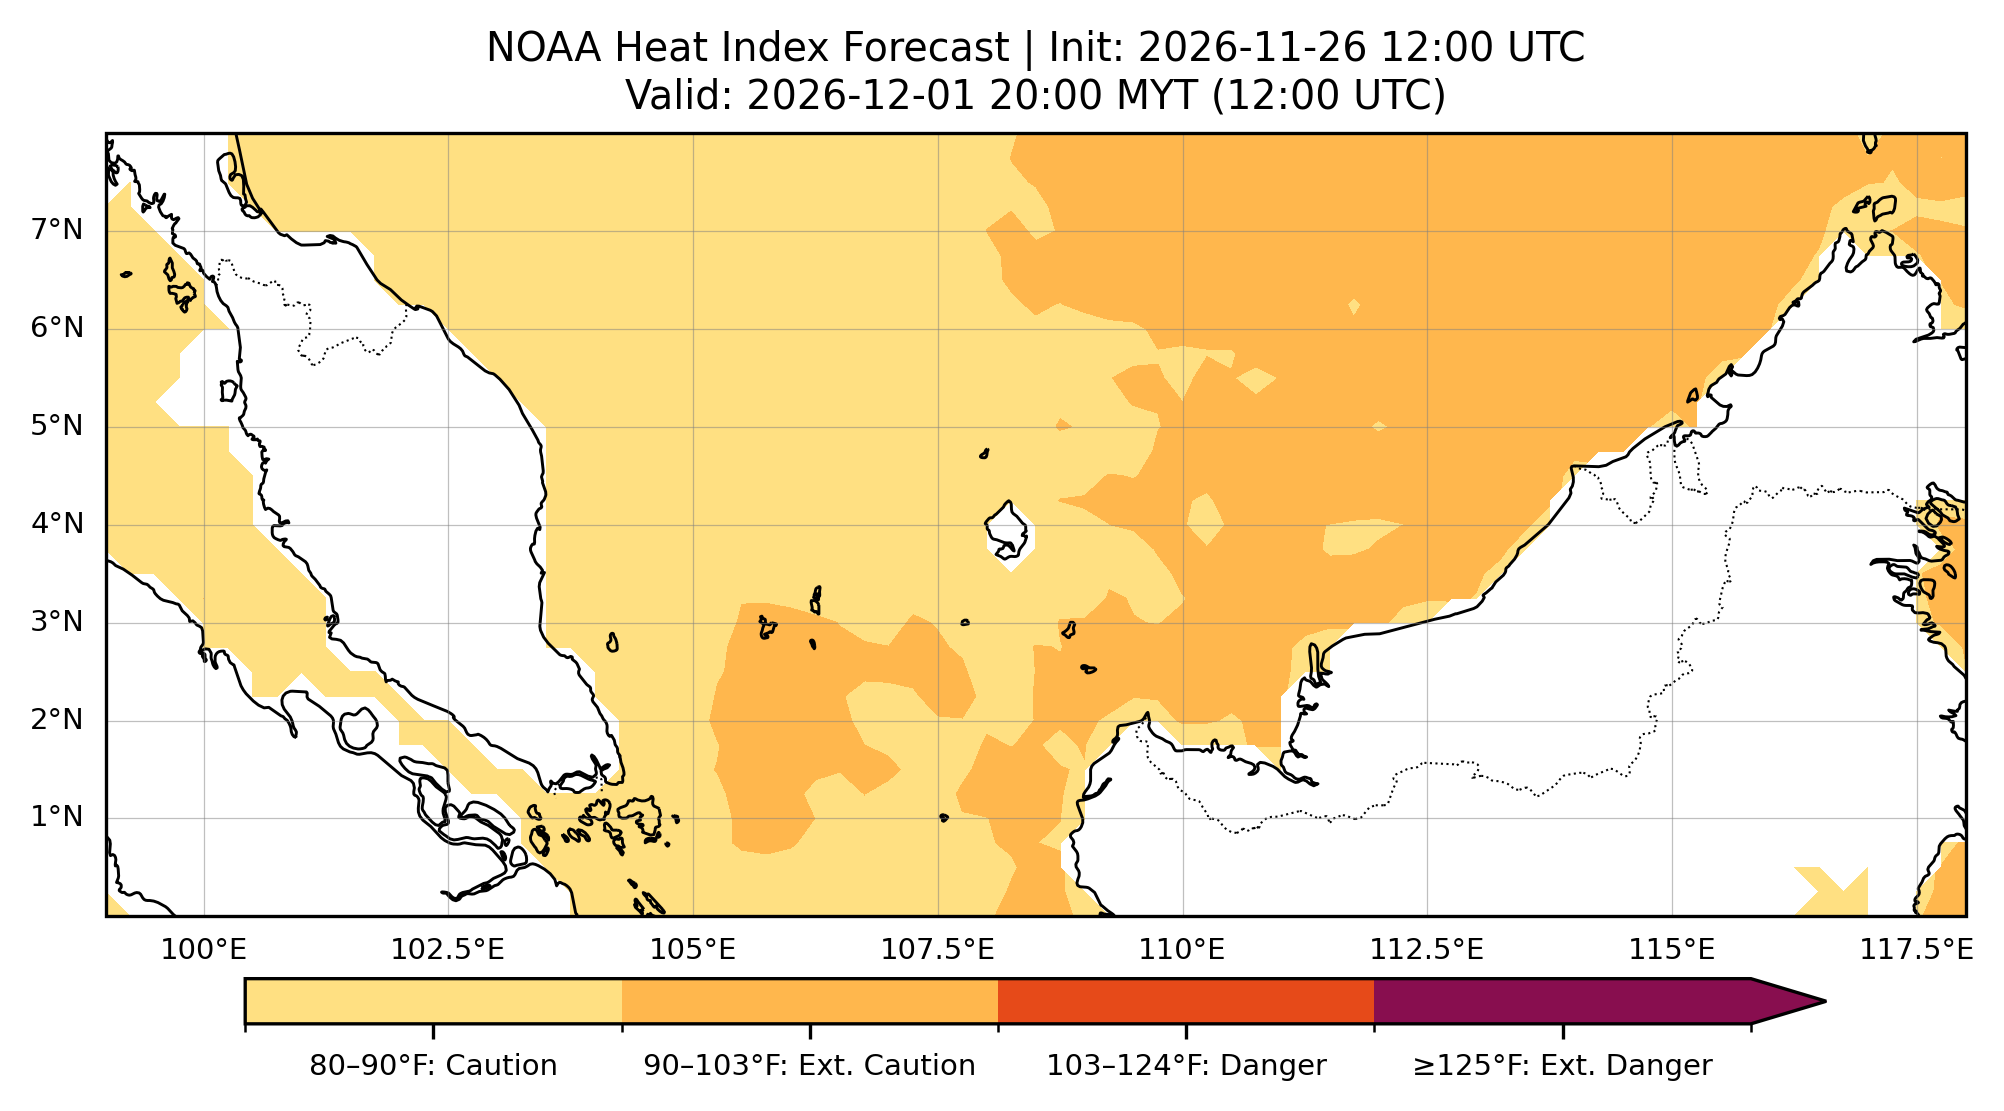 NOAA Heat Index Forecast | Init: 2026-11-26 12:00 UTC
Valid: 2026-12-01 20:00 MYT (12:00 UTC)
7°N
6°N
5°N
4°N
3°N
2°N
1°N
100°E 102.5°E 105°E 107.5°E 110°E 112.5°E 115°E 117.5°E
80–90°F: Caution 90–103°F: Ext. Caution 103–124°F: Danger ≥125°F: Ext. Danger